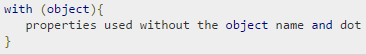 with (object){
properties used without the object name and dot
}